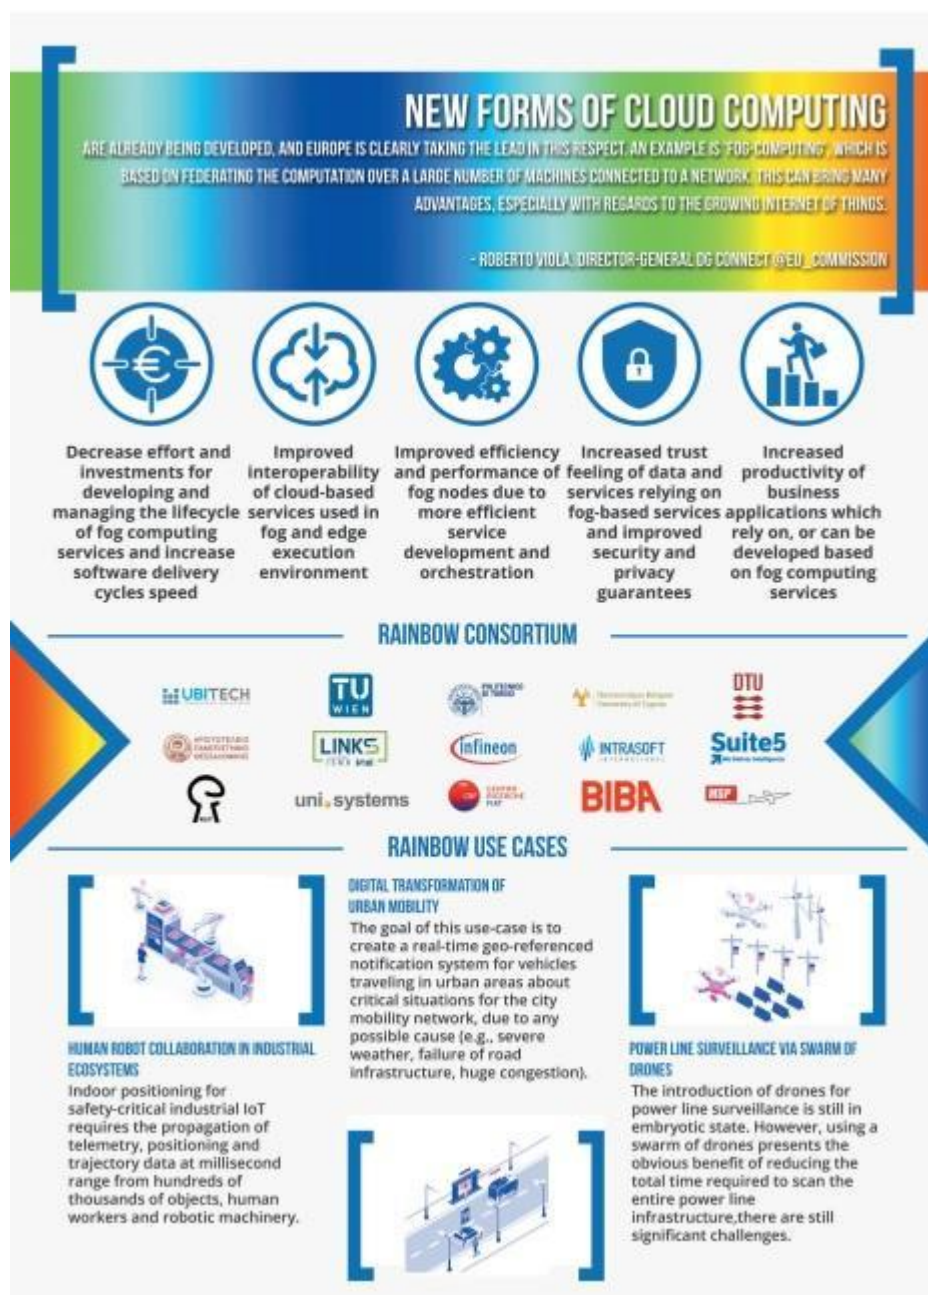 NEW FORMS OF CLOUD COMPUTING
ARE ALREADY BEING DEVELOPED, AND EUROPE IS CLEARLY TAKING THE LEAD IN THIS RESPECT. AN EXAMPLE IS 'FOG-COMPUTING', WHICH IS
BASED ON FEDERATING THE COMPUTATION OVER A LARGE NUMBER OF MACHINES CONNECTED TO A NETWORK. THIS CAN BRING MANY
ADVANTAGES, ESPECIALLY WITH REGARDS TO THE GROWING INTERNET OF THINGS.
- ROBERTO VIOLA, DIRECTOR-GENERAL DG CONNECT @EU_COMMISSION
Decrease effort and
investments for
developing and
managing the lifecycle
of fog computing
services and increase
software delivery
cycles speed
Improved
interoperability
of cloud-based
services used in
fog and edge
execution
environment
Improved efficiency
and performance of
fog nodes due to
more efficient
service
development and
orchestration
Increased trust
feeling of data and
services relying on
fog-based services
and improved
security and
privacy
guarantees
Increased
productivity of
business
applications which
rely on, or can be
developed based
on fog computing
services
RAINBOW CONSORTIUM
UBITECH
TU
WIEN
POLITECNICO
DI TORINO
University of Cyprus
DTU
ΑΡΙΣΤΟΤΕΛΕΙΟ
ΠΑΝΕΠΙΣΤΗΜΙΟ
ΘΕΣΣΑΛΟΝΙΚΗΣ
LINKS
infineon
INTRASOFT
INTERNATIONAL
Suite5
uni.systems
CENTRO
RICERCHE
FIAT
BIBA
MSP
RAINBOW USE CASES
HUMAN ROBOT COLLABORATION IN INDUSTRIAL
ECOSYSTEMS
Indoor positioning for
safety-critical industrial IoT
requires the propagation of
telemetry, positioning and
trajectory data at millisecond
range from hundreds of
thousands of objects, human
workers and robotic machinery.
DIGITAL TRANSFORMATION OF
URBAN MOBILITY
The goal of this use-case is to
create a real-time geo-referenced
notification system for vehicles
traveling in urban areas about
critical situations for the city
mobility network, due to any
possible cause (e.g., severe
weather, failure of road
infrastructure, huge congestion).
POWER LINE SURVEILLANCE VIA SWARM OF
DRONES
The introduction of drones for
power line surveillance is still in
embryotic state. However, using a
swarm of drones presents the
obvious benefit of reducing the
total time required to scan the
entire power line
infrastructure,there are still
significant challenges.